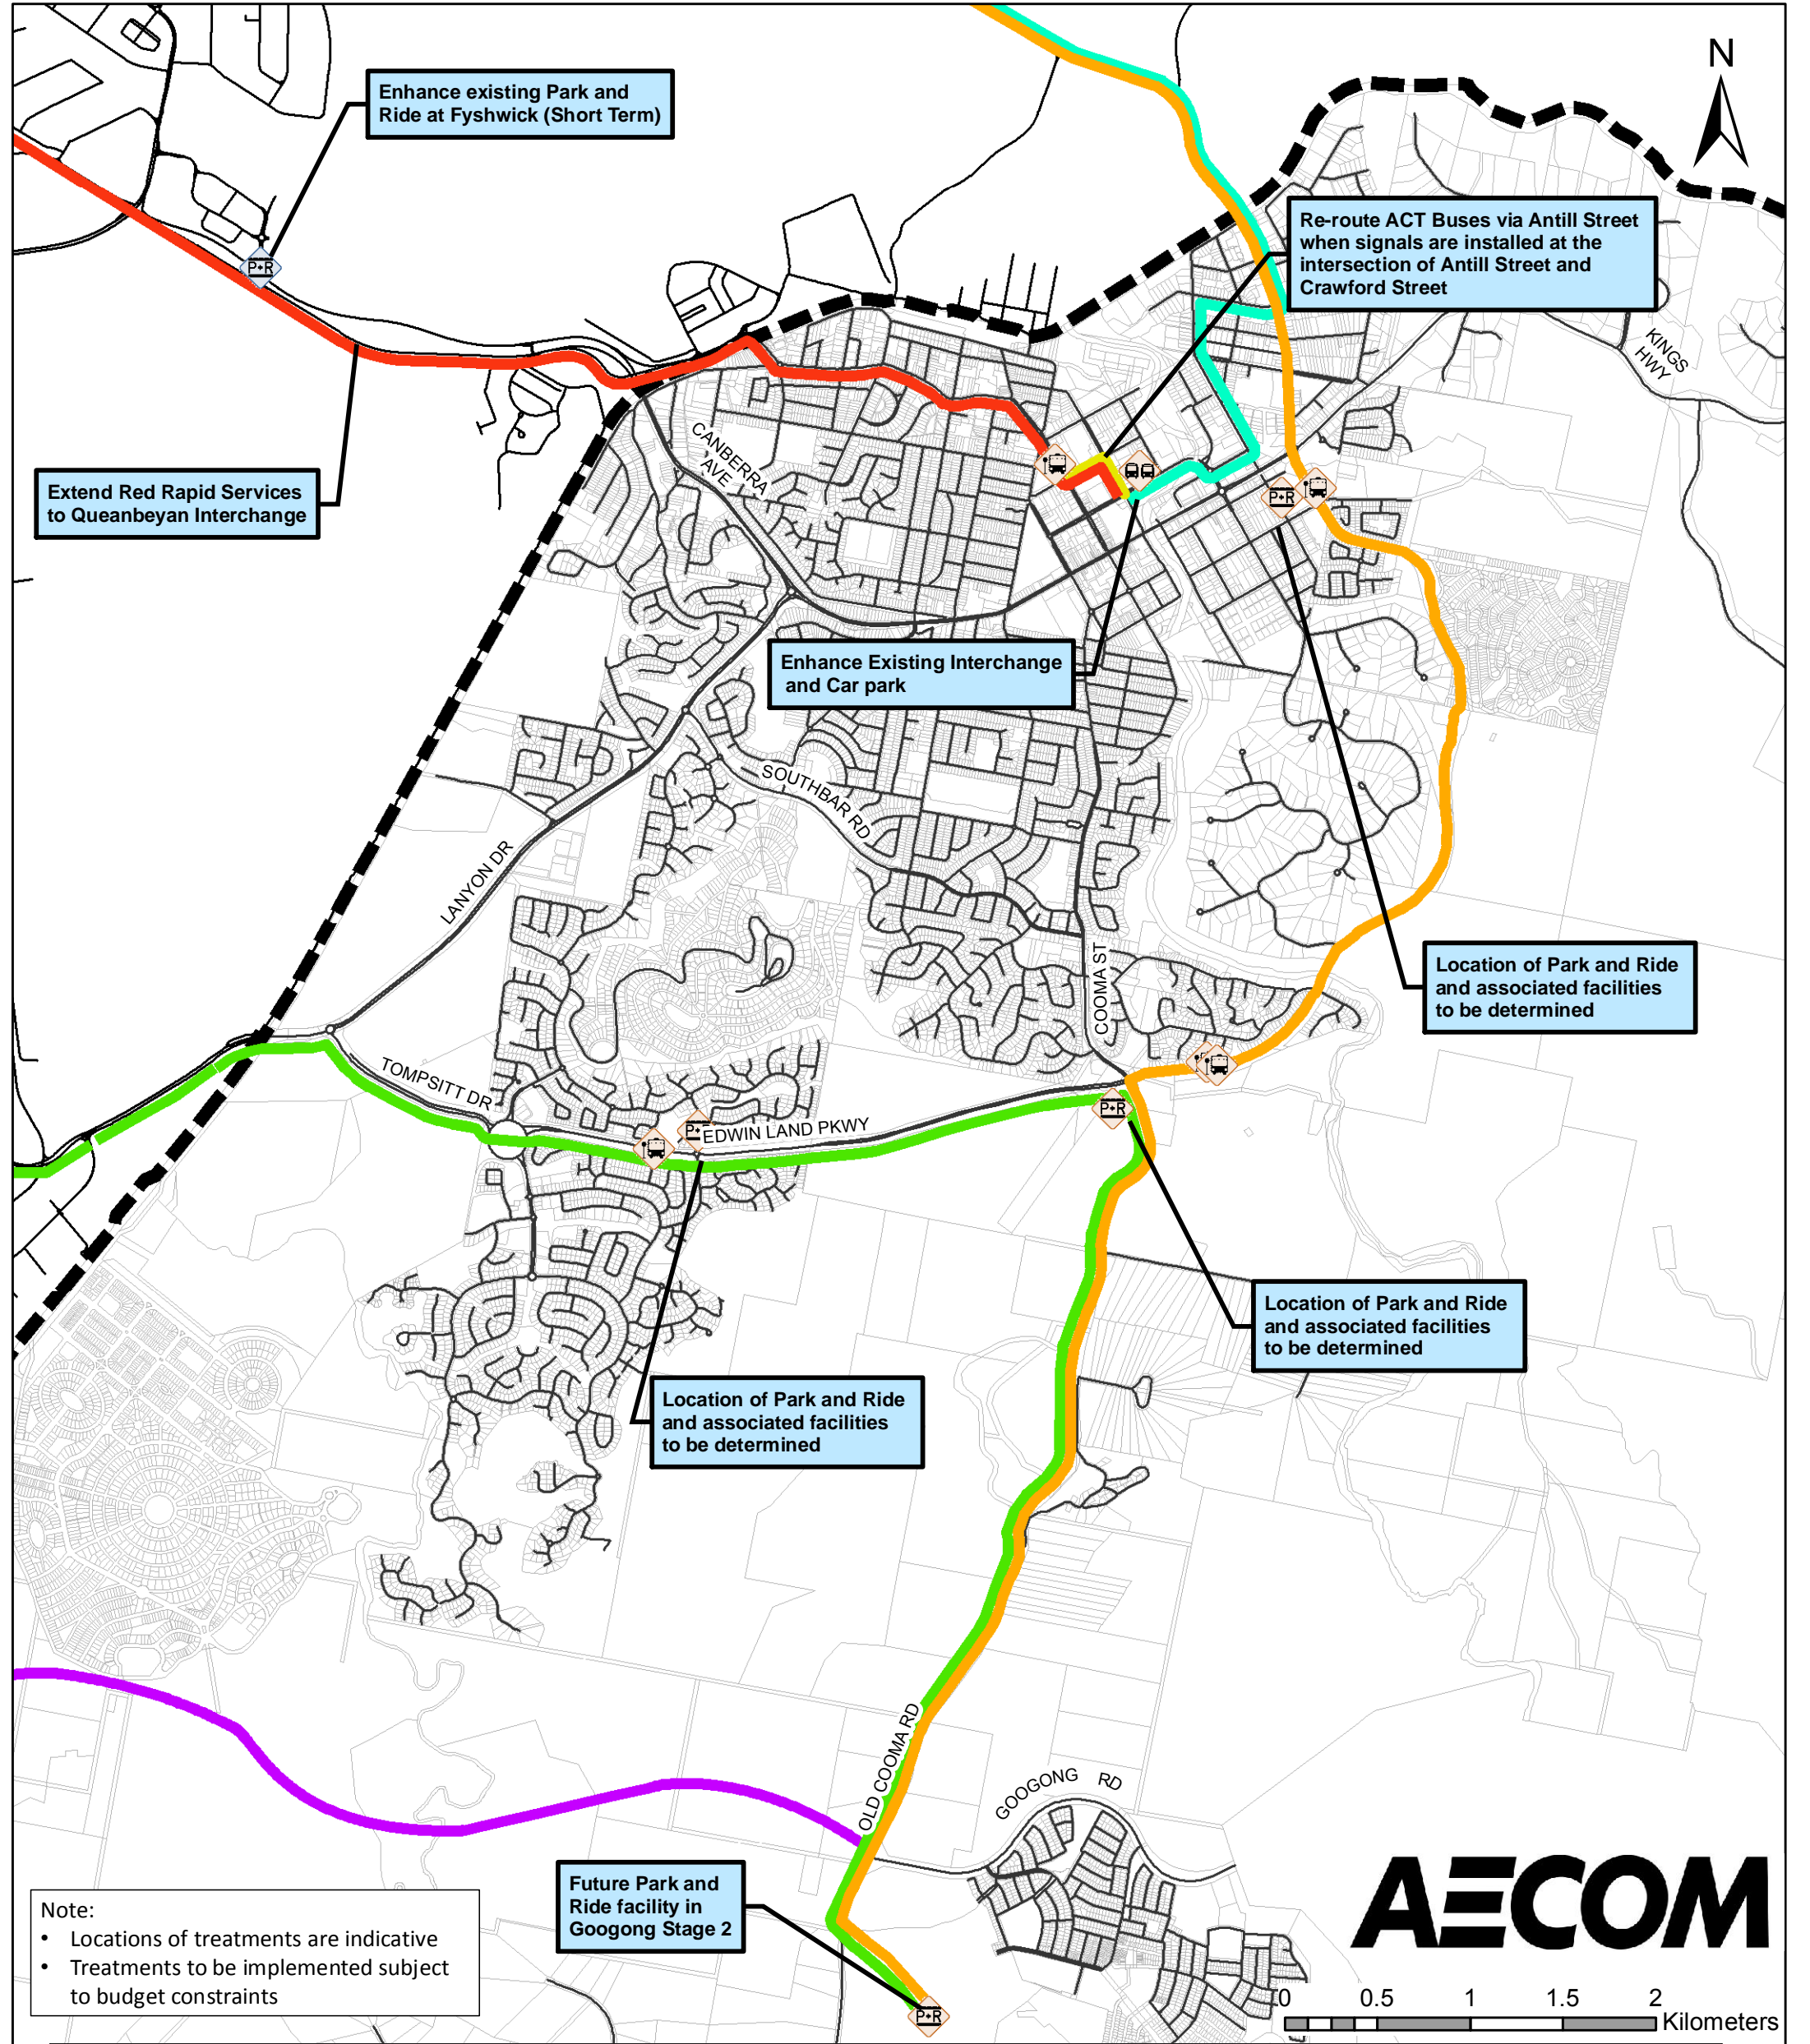 N
Enhance existing Park and
Ride at Fyshwick (Short Term)
P+R
Re-route ACT Buses via Antill Street
when signals are installed at the
intersection of Antill Street and
Crawford Street
KINGS
HWY
CANBERRA
AVE
Extend Red Rapid Services
to Queanbeyan Interchange
P+R
Enhance Existing Interchange
and Car park
SOUTHBAR RD
LANYON DR
COOMA ST
Location of Park and Ride
and associated facilities
to be determined
TOMPSITT DR
P+R
P+R
EDWIN LAND PKWY
Location of Park and Ride
and associated facilities
to be determined
Location of Park and Ride
and associated facilities
to be determined
OLD COOMA RD
GOOGONG RD
Future Park and
Ride facility in
Googong Stage 2
P+R
Note:
• Locations of treatments are indicative
• Treatments to be implemented subject
to budget constraints
AECOM
0 0.5 1 1.5 2
Kilometers